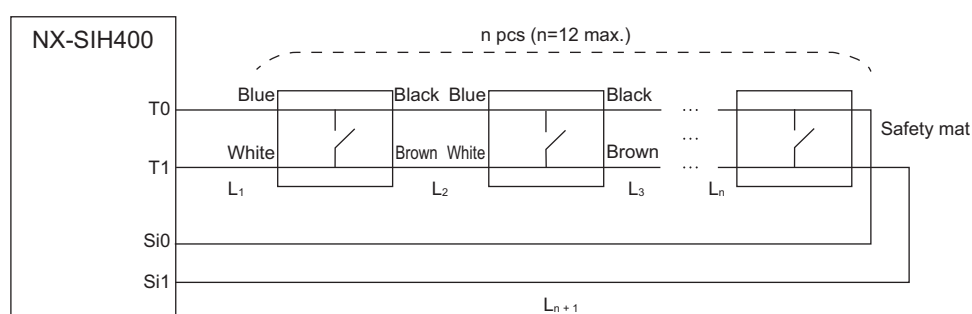 NX-SIH400
n pcs (n=12 max.)
Blue Black Blue Black ...
T0
Safety mat
...
White Brown White Brown ...
T1
L1 L2 L3 Ln
Si0
Si1
Ln + 1